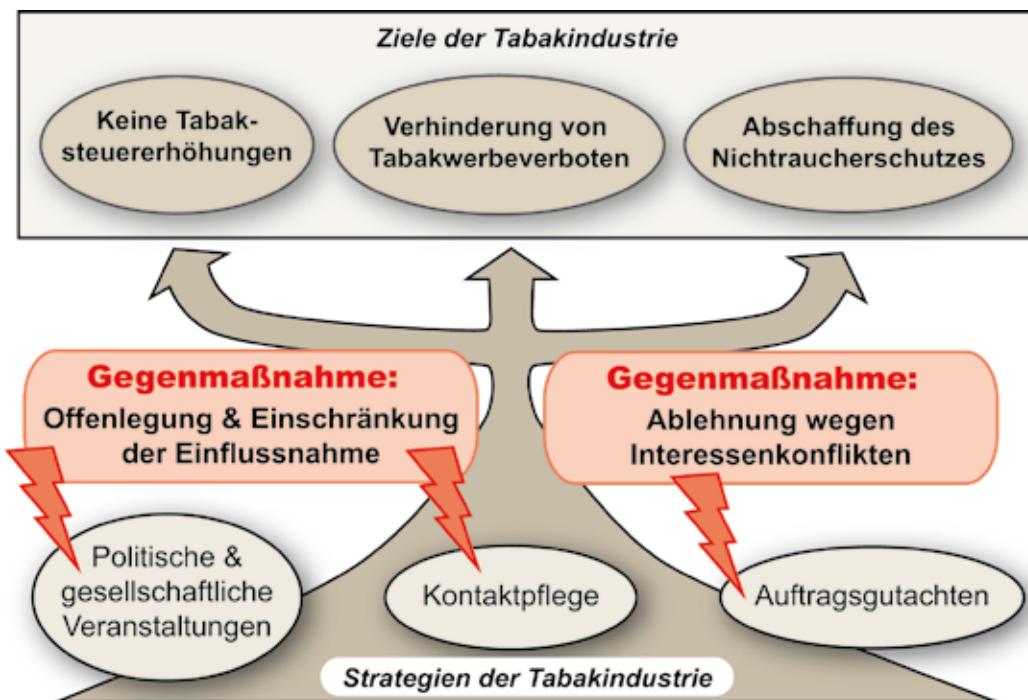 Ziele der Tabakindustrie
Keine Tabak-
steuererhöhungen
Verhinderung von
Tabakwerbeverboten
Abschaffung des
Nichtraucherschutzes
Gegenmaßnahme:
Offenlegung & Einschränkung
der Einflussnahme
Gegenmaßnahme:
Ablehnung wegen
Interessenkonflikten
Politische &
gesellschaftliche
Veranstaltungen
Kontaktpflege
Auftragsgutachten
Strategien der Tabakindustrie